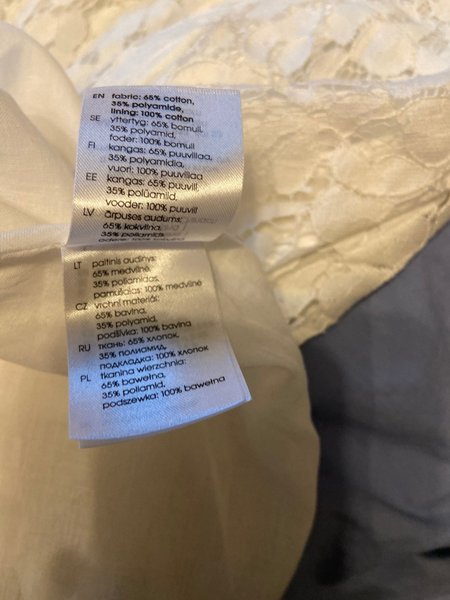 EN fabric: 65% cotton,
35% polyamide,
lining: 100% cotton
SE yttertyg: 65% bomull,
35% polyamid,
foder: 100% bomull
FI kangas: 65% puuvillaa,
35% polyamidia,
vuori: 100% puuvillaa
EE kangas: 65% puuvill,
35% polüamid,
vooder: 100% puuvill
LV ārpuses audums:
65% kokvilna,
35% poliamids
LT paltinis audinys:
65% medvilnė,
35% poliamidas,
pamušalas: 100% medvilnė
CZ vrchní materiál:
65% bavlna,
35% polyamid,
podšívka: 100% bavlna
RU ткань: 65% хлопок,
35% полиамид,
подкладка: 100% хлопок
PL tkanina wierzchnia:
65% bawełna,
35% poliamid,
podszewka: 100% bawełna